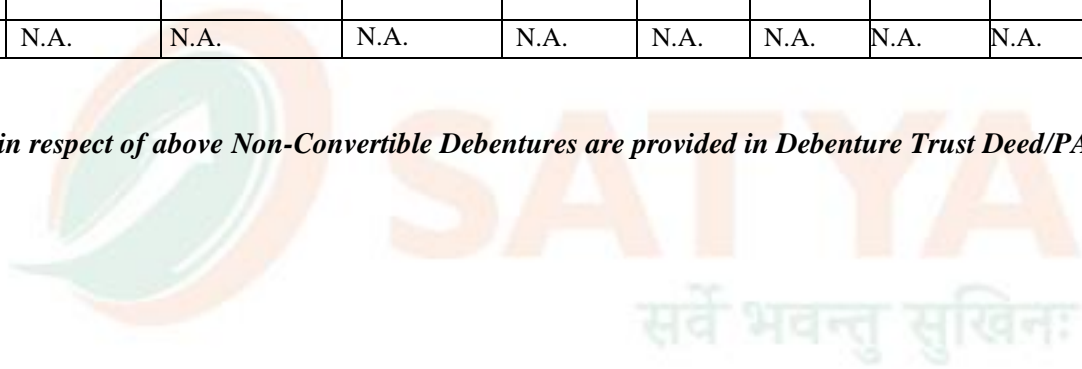 N.A. N.A. N.A. N.A. N.A. N.A. N.A. N.A.
in respect of above Non-Convertible Debentures are provided in Debenture Trust Deed/PA
SATYA
सर्वे भवन्तु सुखिनः